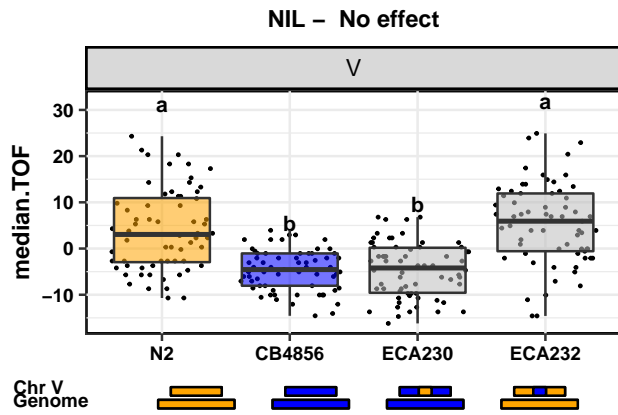 NIL – No effect
V
median.TOF
30
20
10
0
−10
a
b
b
a
N2 CB4856 ECA230 ECA232
Chr V
Genome